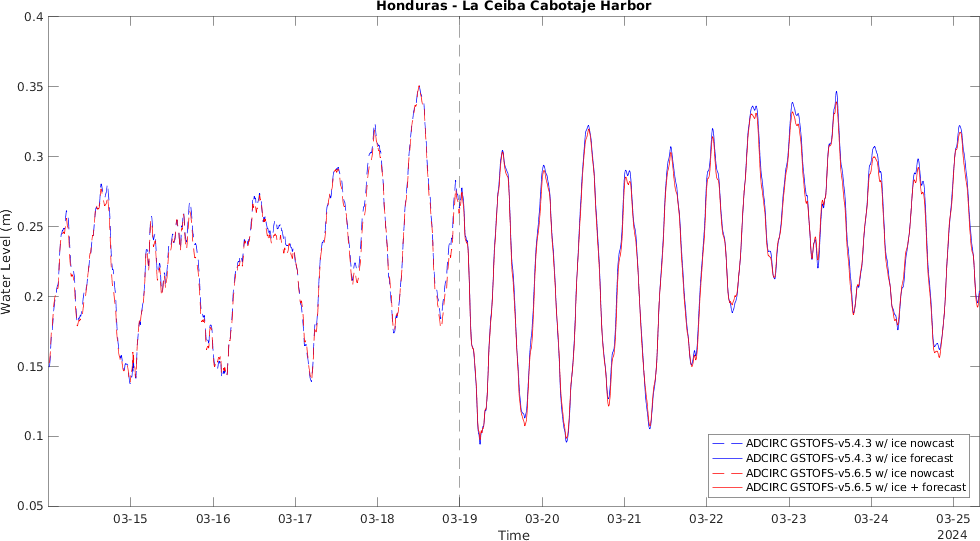 Honduras - La Ceiba Cabotaje Harbor
0.4
0.35
0.3
0.25
0.2
0.15
0.1
0.05
Water Level (m)
ADCIRC GSTOFS-v5.4.3 w/ ice nowcast
ADCIRC GSTOFS-v5.4.3 w/ ice forecast
ADCIRC GSTOFS-v5.6.5 w/ ice nowcast
ADCIRC GSTOFS-v5.6.5 w/ ice + forecast
03-15 03-16 03-17 03-18 03-19 03-20 03-21 03-22 03-23 03-24 03-25
Time 2024